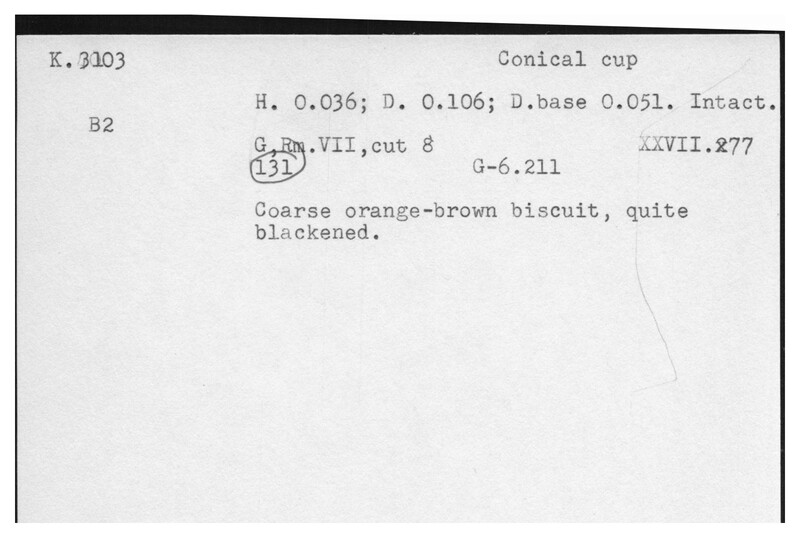 K.3103
Conical cup
H. 0.036; D. 0.106; D.base 0.051. Intact.
B2
G,Rm.VII,cut 8 XXVII.277
131 G-6.211
Coarse orange-brown biscuit, quite
blackened.